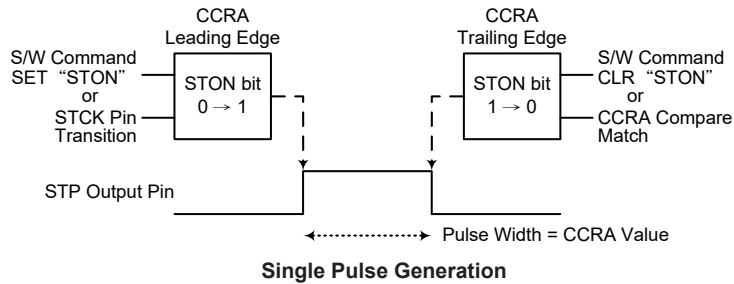 CCRA
Leading Edge
S/W Command
SET “STON”
or
STCK Pin
Transition
STON bit
0 → 1
CCRA
Trailing Edge
STON bit
1 → 0
S/W Command
CLR “STON”
or
CCRA Compare
Match
STP Output Pin
Pulse Width = CCRA Value
Single Pulse Generation